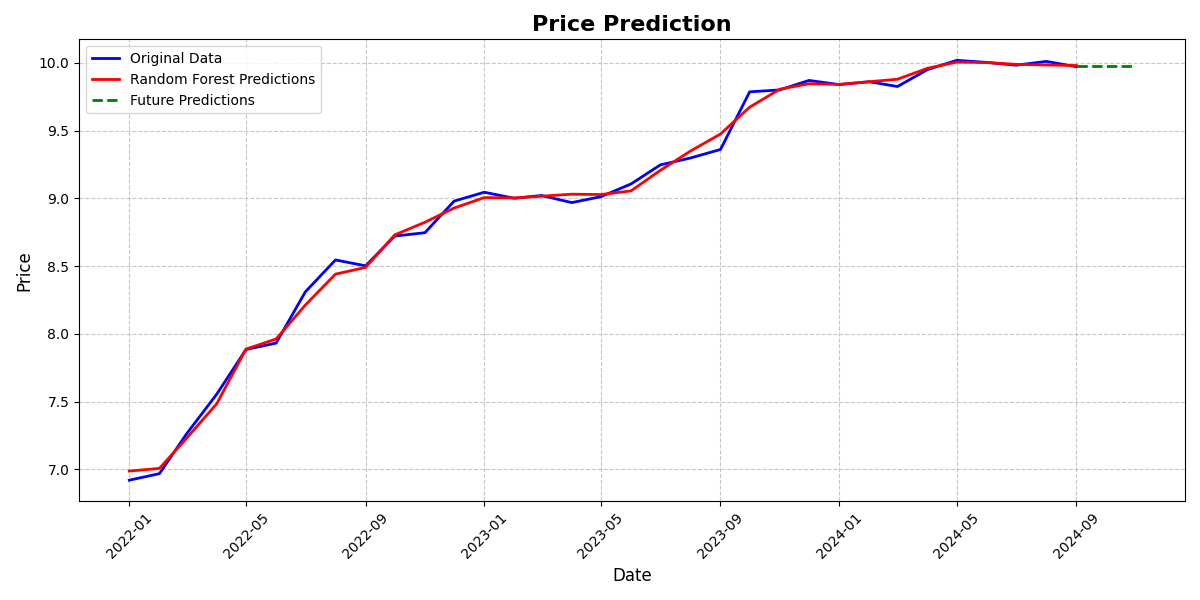 Price Prediction
Original Data
Random Forest Predictions
Future Predictions
Price
10.0
9.5
9.0
8.5
8.0
7.5
7.0
2022-01
2022-05
2022-09
2023-01
2023-05
2023-09
2024-01
2024-05
2024-09
Date